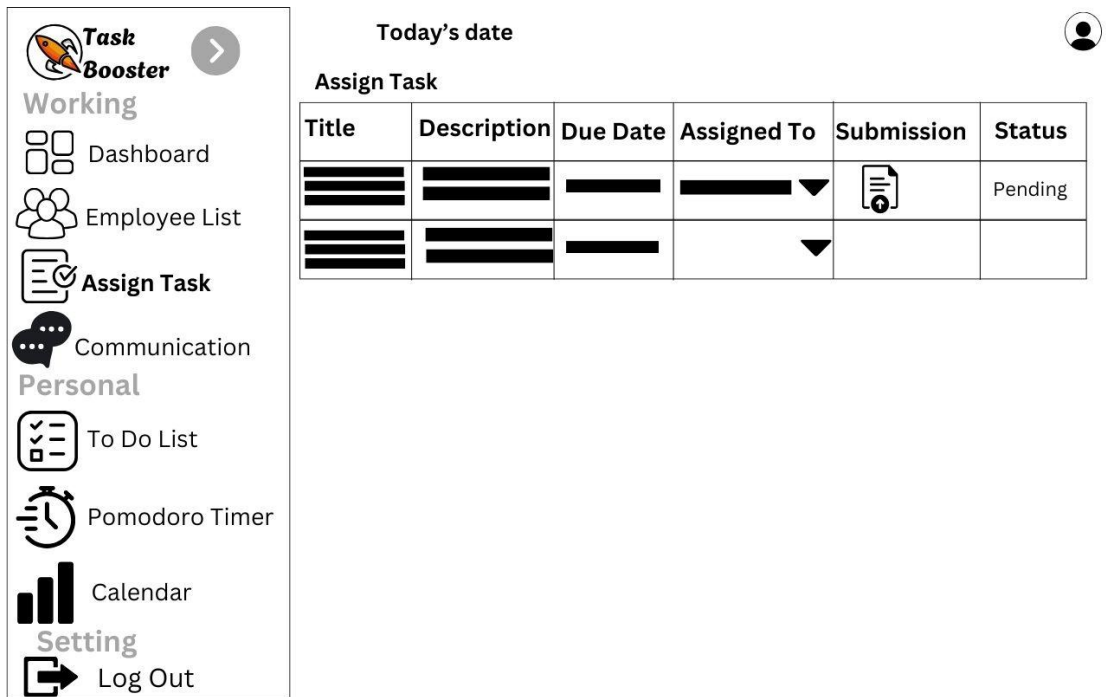 Task
Booster
Working
Dashboard
Employee List
Assign Task
Communication
Personal
To Do List
Pomodoro Timer
Calendar
Setting
Log Out
Today’s date
Assign Task
Title Description Due Date Assigned To Submission Status
Pending